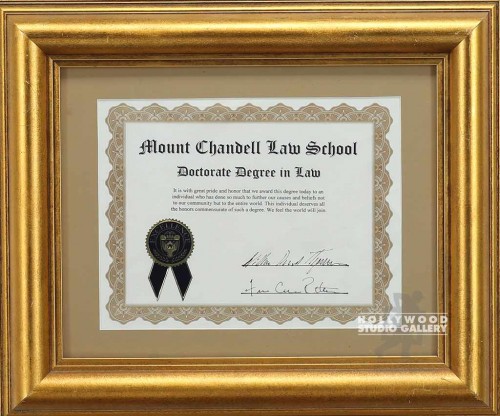 Mount Chandell Law School
Doctorate Degree in Law
It is with great pride and honor that we award this degree today to an
individual who has done so much to further our causes and beliefs not
to our community but to the entire world. This individual deserves all
the honors commensurate of such a degree. We feel the world will join.
HOLLYWOOD
STUDIO GALLERY